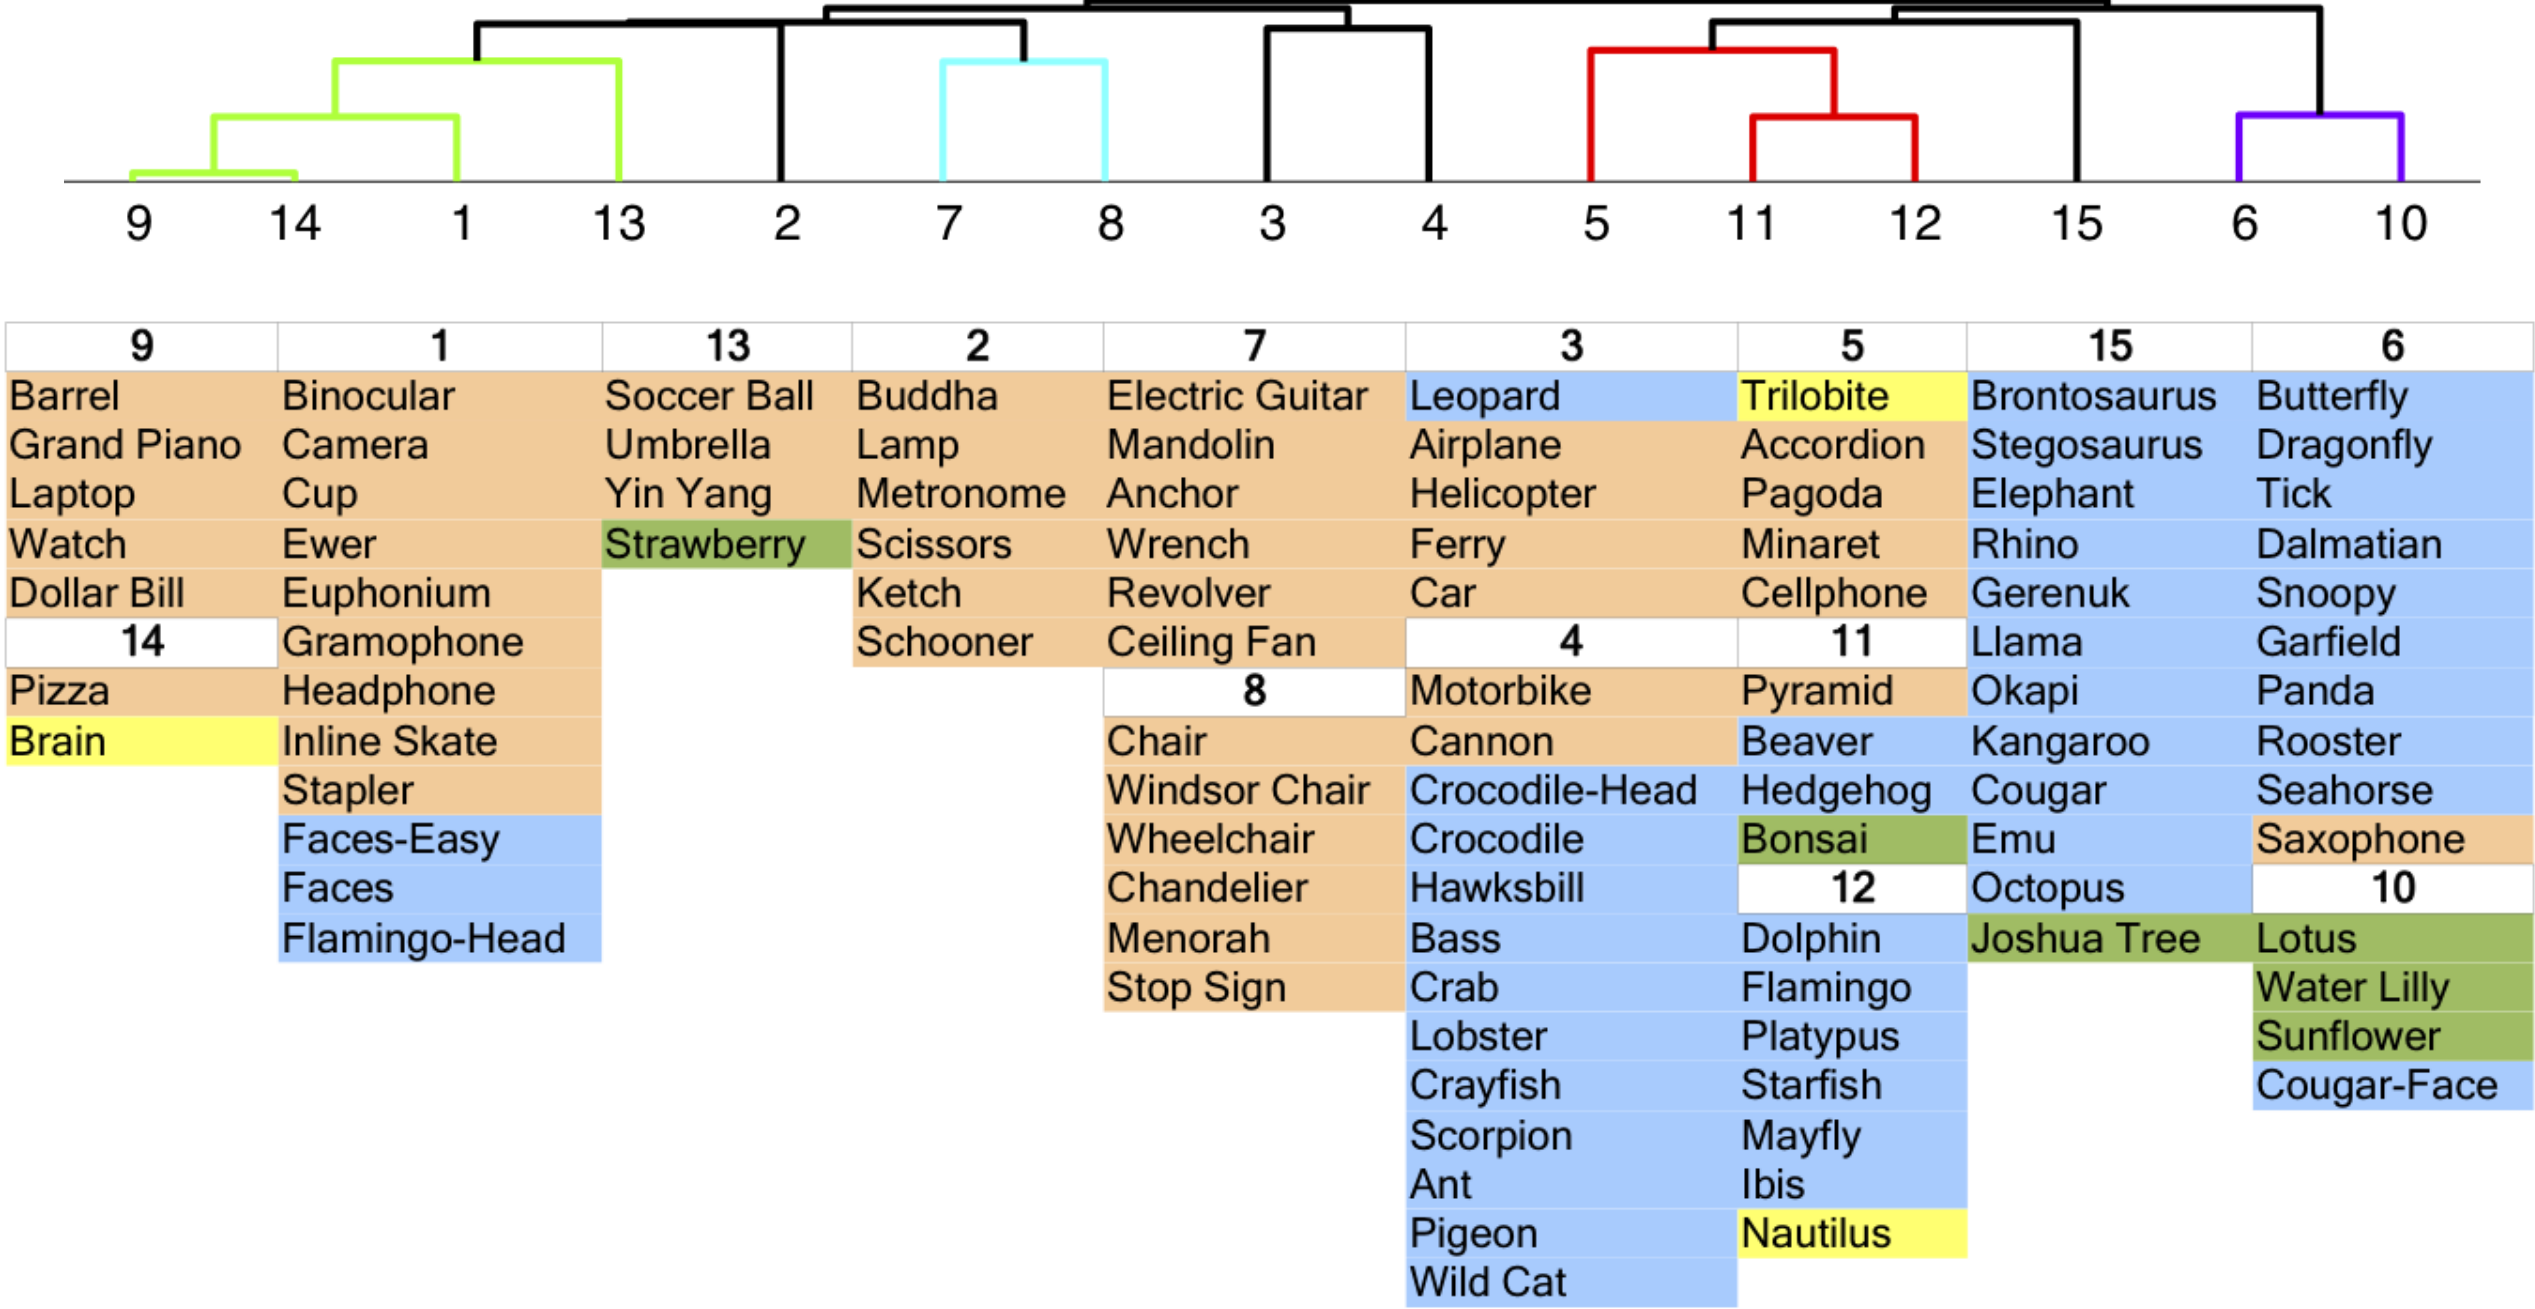 9 14 1 13 2 7 8 3 4 5 11 12 15 6 10
9 1 13 2 7 3 5 15 6
Barrel Binocular Soccer Ball Buddha Electric Guitar Leopard Trilobite Brontosaurus Butterfly
Grand Piano Camera Umbrella Lamp Mandolin Airplane Accordion Stegosaurus Dragonfly
Laptop Cup Yin Yang Metronome Anchor Helicopter Pagoda Elephant Tick
Watch Ewer Strawberry Scissors Wrench Ferry Minaret Rhino Dalmatian
Dollar Bill Euphonium Ketch Revolver Car Cellphone Gerenuk Snoopy
14 Gramophone Schooner Ceiling Fan 4 11 Llama Garfield
Pizza Headphone 8 Motorbike Pyramid Okapi Panda
Brain Inline Skate Chair Cannon Beaver Kangaroo Rooster
Stapler Windsor Chair Crocodile-Head Hedgehog Cougar Seahorse
Faces-Easy Wheelchair Crocodile Bonsai Emu Saxophone
Faces Chandelier Hawksbill 12 Octopus 10
Flamingo-Head Menorah Bass Dolphin Joshua Tree Lotus
Stop Sign Crab Flamingo Water Lilly
Lobster Platypus Sunflower
Crayfish Starfish Cougar-Face
Scorpion Mayfly
Ant Ibis
Pigeon Nautilus
Wild Cat